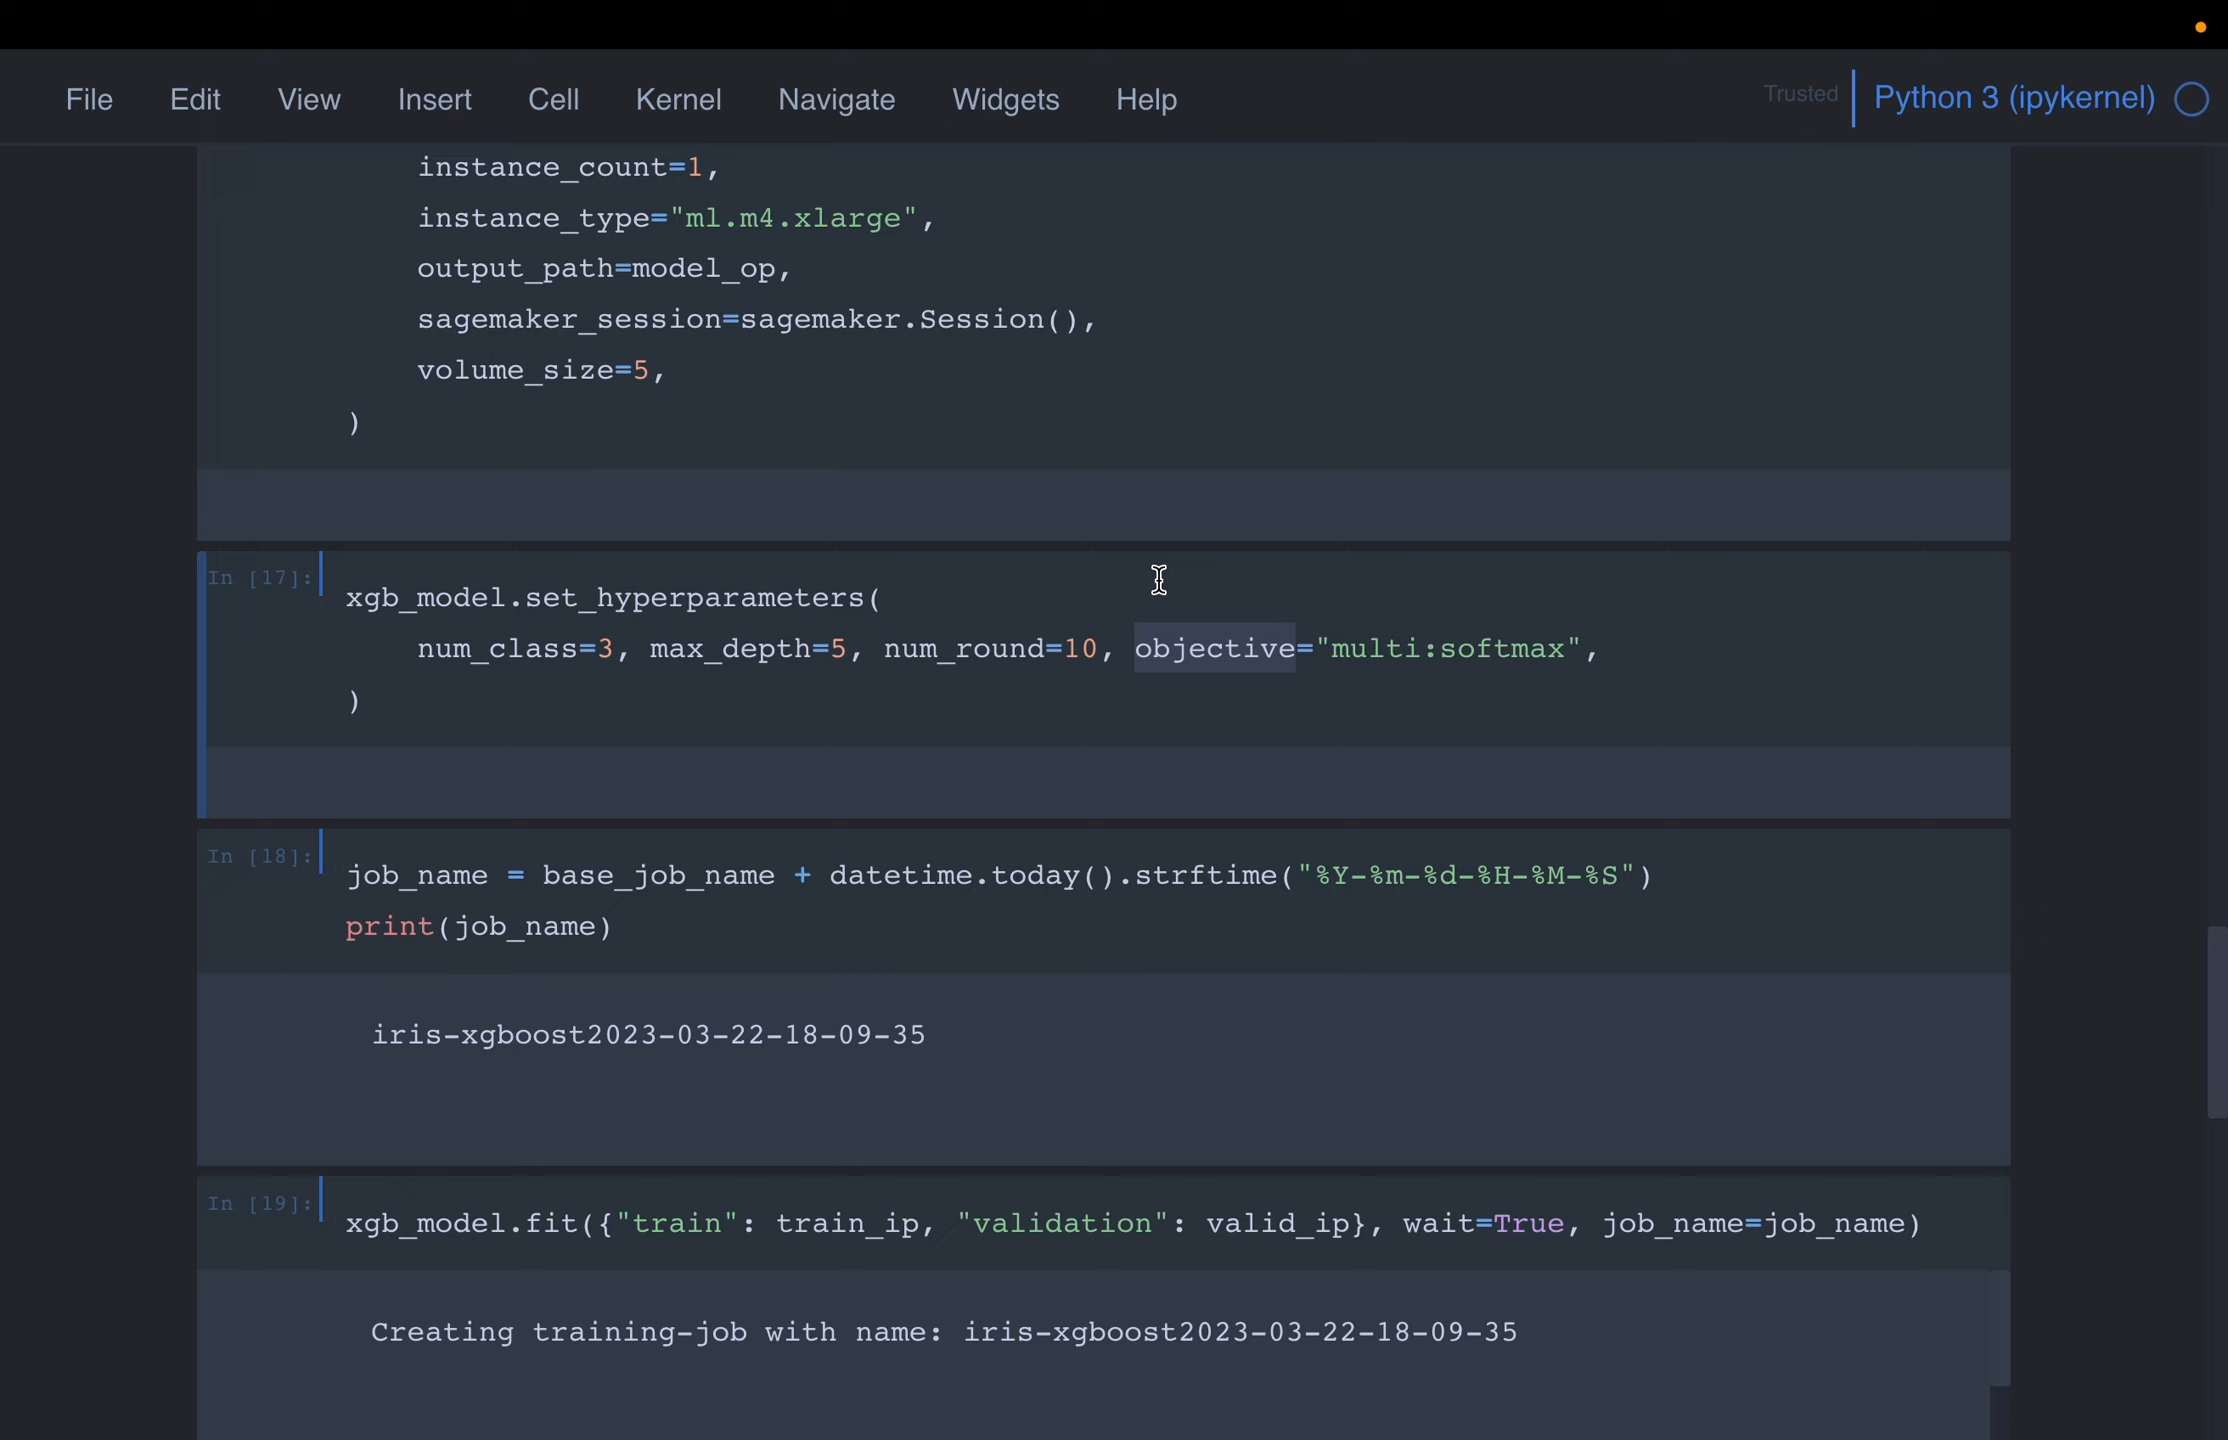 File Edit View Insert Cell Kernel Navigate Widgets Help Trusted Python 3 (ipykernel)
instance_count=1,
instance_type="ml.m4.xlarge",
output_path=model_op,
sagemaker_session=sagemaker.Session(),
volume_size=5,
)
In [17]: xgb_model.set_hyperparameters(
num_class=3, max_depth=5, num_round=10, objective="multi:softmax",
)
In [18]: job_name = base_job_name + datetime.today().strftime("%Y-%m-%d-%H-%M-%S")
print(job_name)
iris-xgboost2023-03-22-18-09-35
In [19]: xgb_model.fit({"train": train_ip, "validation": valid_ip}, wait=True, job_name=job_name)
Creating training-job with name: iris-xgboost2023-03-22-18-09-35